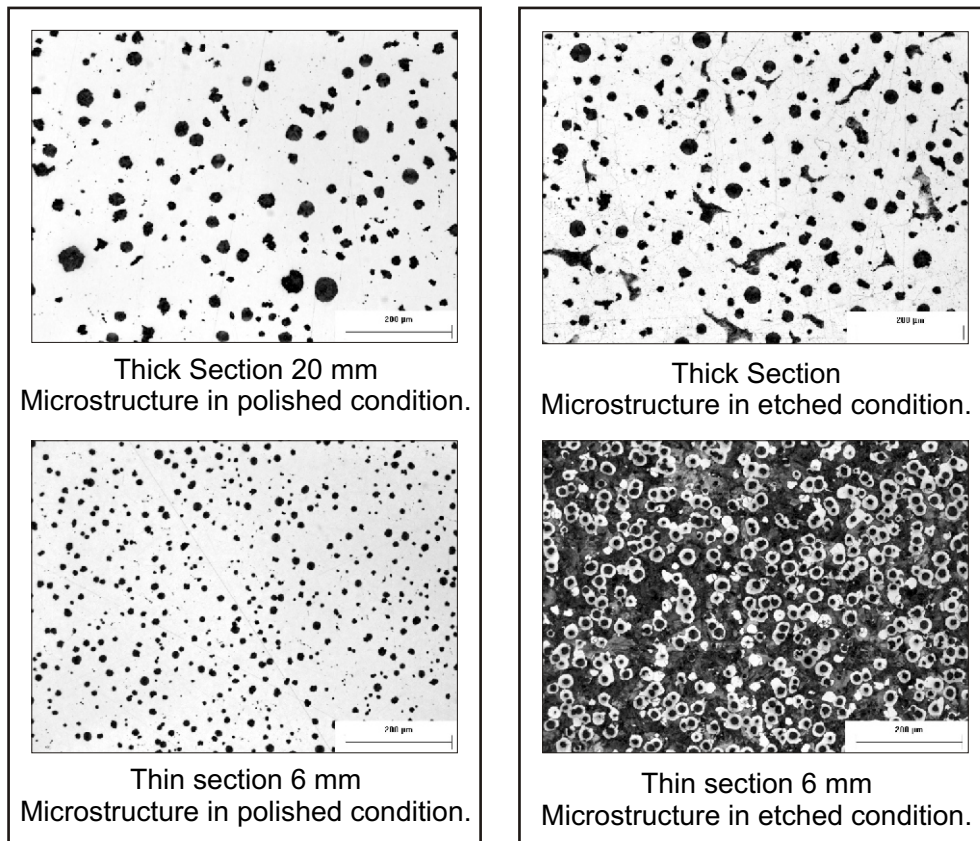 200 µm
Thick Section 20 mm
Microstructure in polished condition.
200 µm
Thin section 6 mm
Microstructure in polished condition.
200 µm
Thick Section
Microstructure in etched condition.
200 µm
Thin section 6 mm
Microstructure in etched condition.